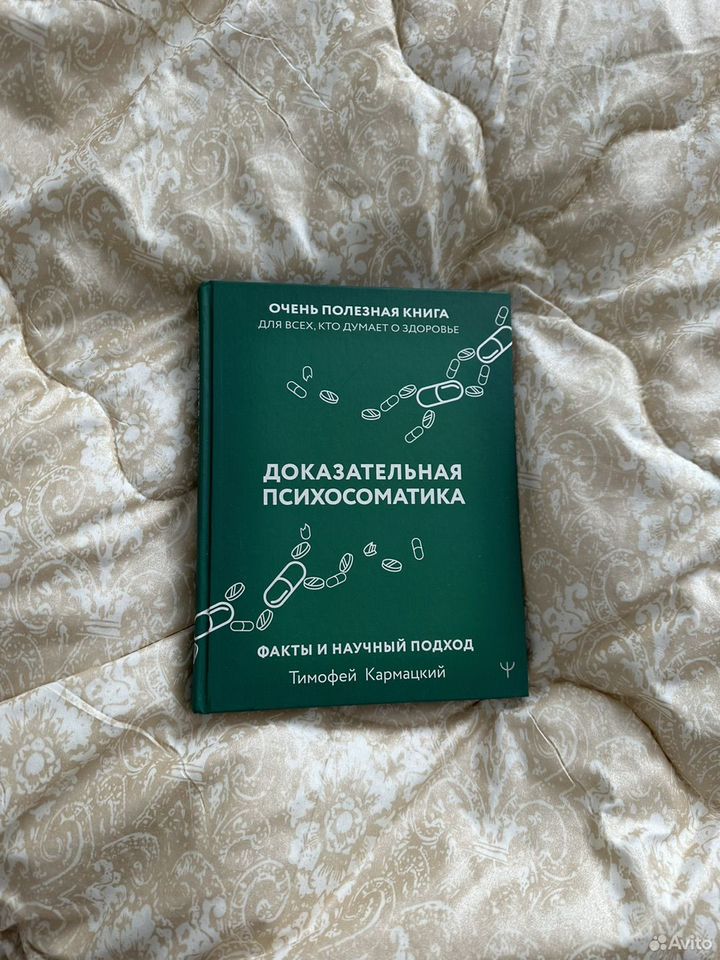 ОЧЕНЬ ПОЛЕЗНАЯ КНИГА
ДЛЯ ВСЕХ, КТО ДУМАЕТ О ЗДОРОВЬЕ
ДОКАЗАТЕЛЬНАЯ
ПСИХОСОМАТИКА
ФАКТЫ И НАУЧНЫЙ ПОДХОД
Тимофей Кармацкий
Avito